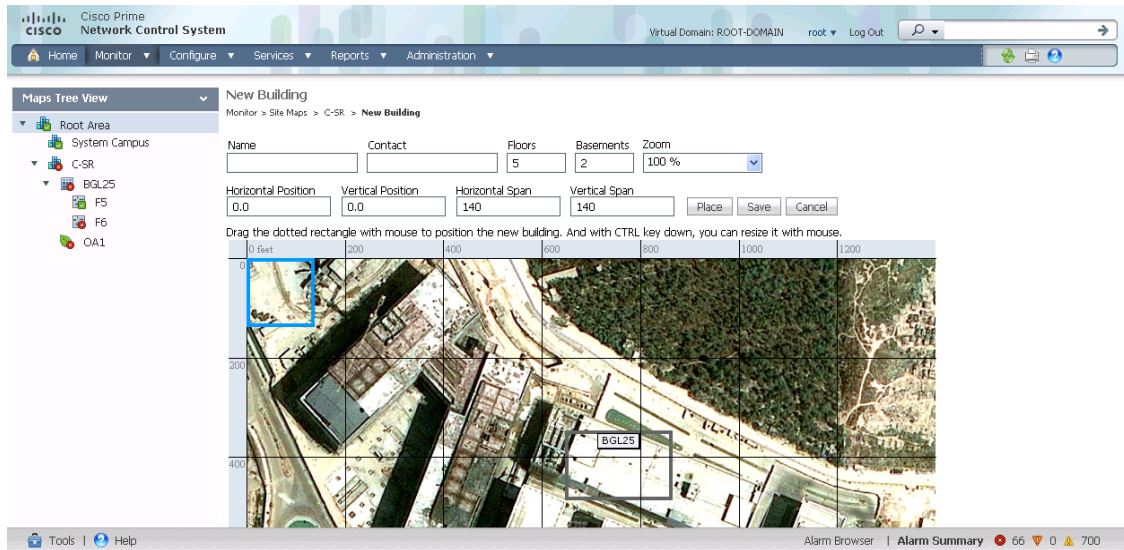 Cisco Prime
cisco Network Control System
Virtual Domain: ROOT-DOMAIN root Log Out
Home Monitor Configure Services Reports Administration
Maps Tree View
Root Area
System Campus
C-SR
BGL25
F5
F6
OA1
New Building
Monitor > Site Maps > C-SR > New Building
Name Contact Floors Basements Zoom
5 2 100 %
Horizontal Position Vertical Position Horizontal Span Vertical Span
0.0 0.0 140 140 Place Save Cancel
Drag the dotted rectangle with mouse to position the new building. And with CTRL key down, you can resize it with mouse.
0 feet 200 400 600 800 1000 1200
0
200
BGL25
400
Tools | Help Alarm Browser | Alarm Summary 66 0 700